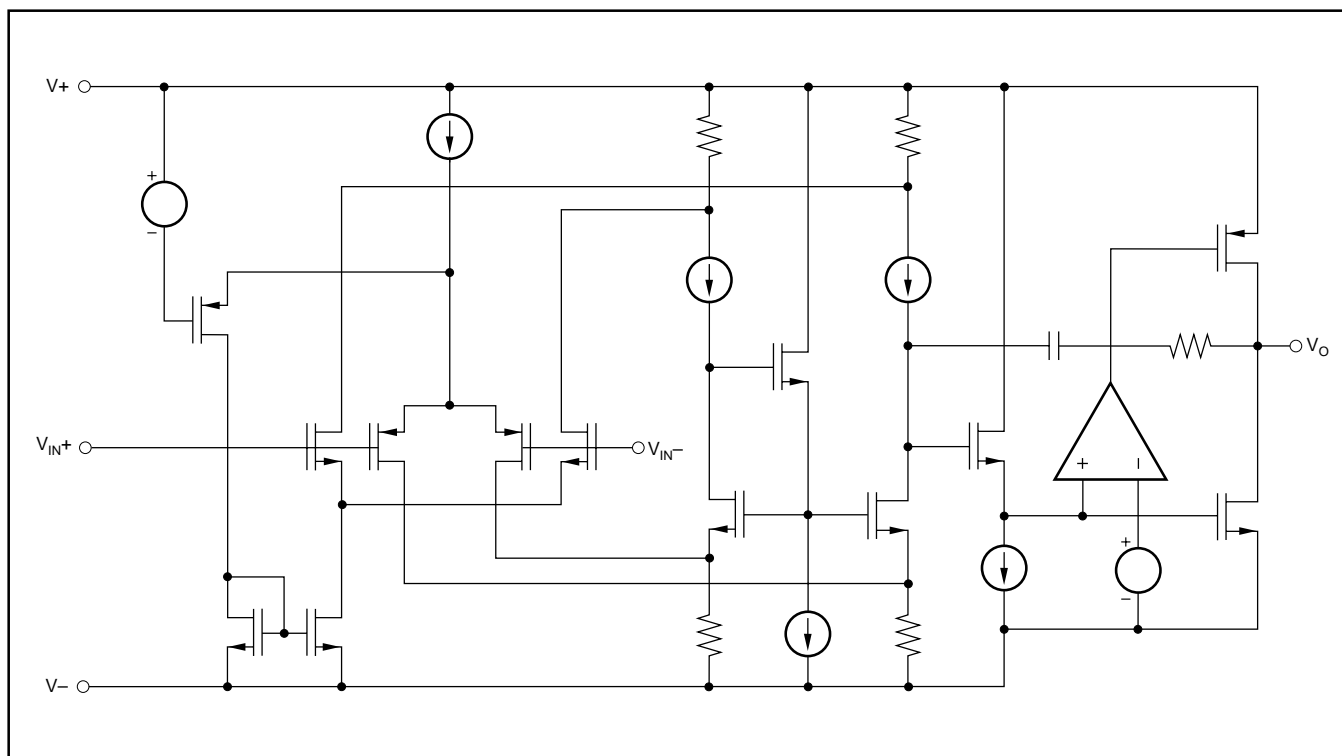 V+
+
–
V_O
V_IN+
V_IN–
+ –
+
–
V–